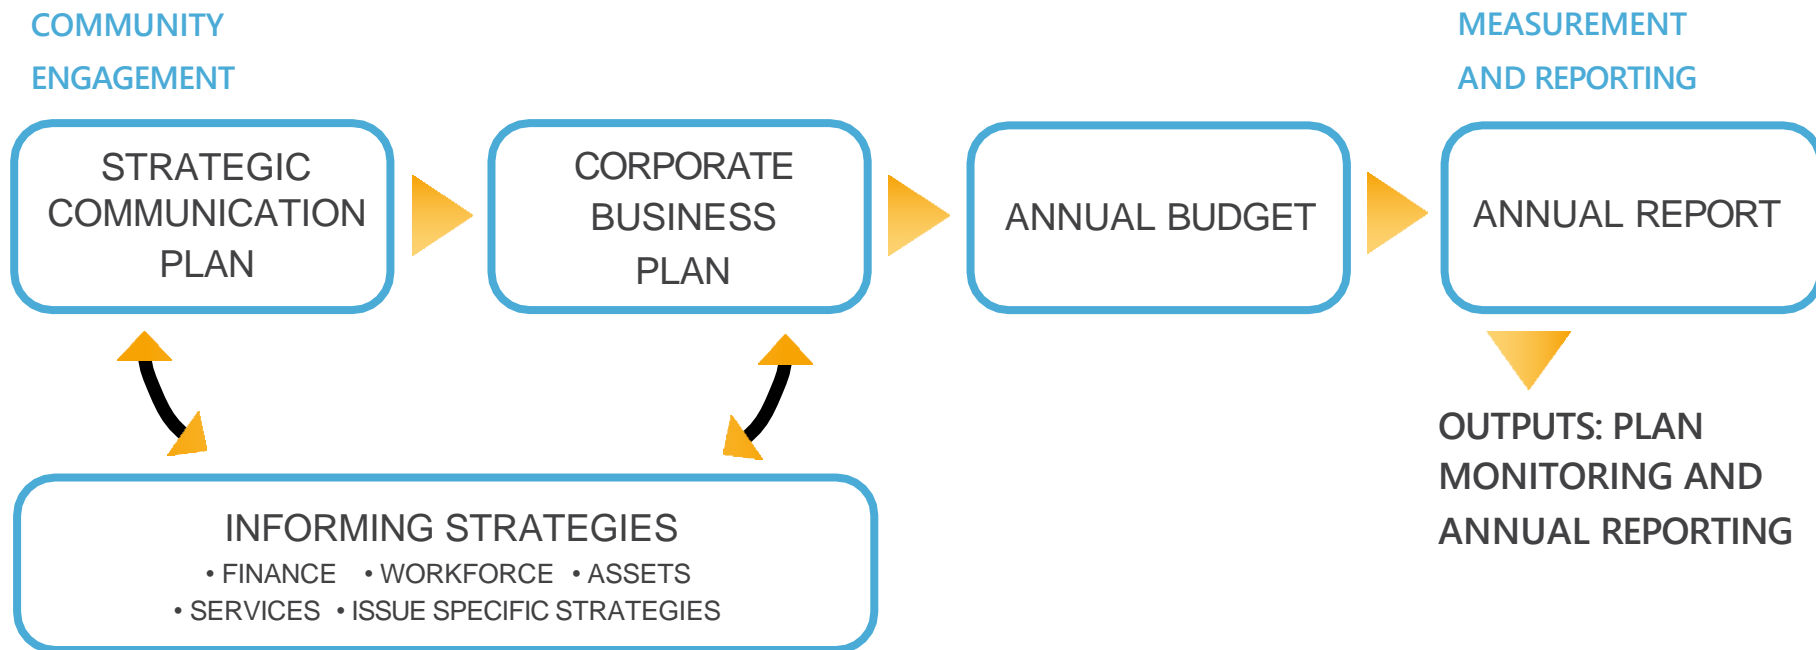 COMMUNITY
ENGAGEMENT
MEASUREMENT
AND REPORTING
STRATEGIC
COMMUNICATION
PLAN
CORPORATE
BUSINESS
PLAN
ANNUAL BUDGET
ANNUAL REPORT
INFORMING STRATEGIES
• FINANCE • WORKFORCE • ASSETS
• SERVICES • ISSUE SPECIFIC STRATEGIES
OUTPUTS: PLAN
MONITORING AND
ANNUAL REPORTING